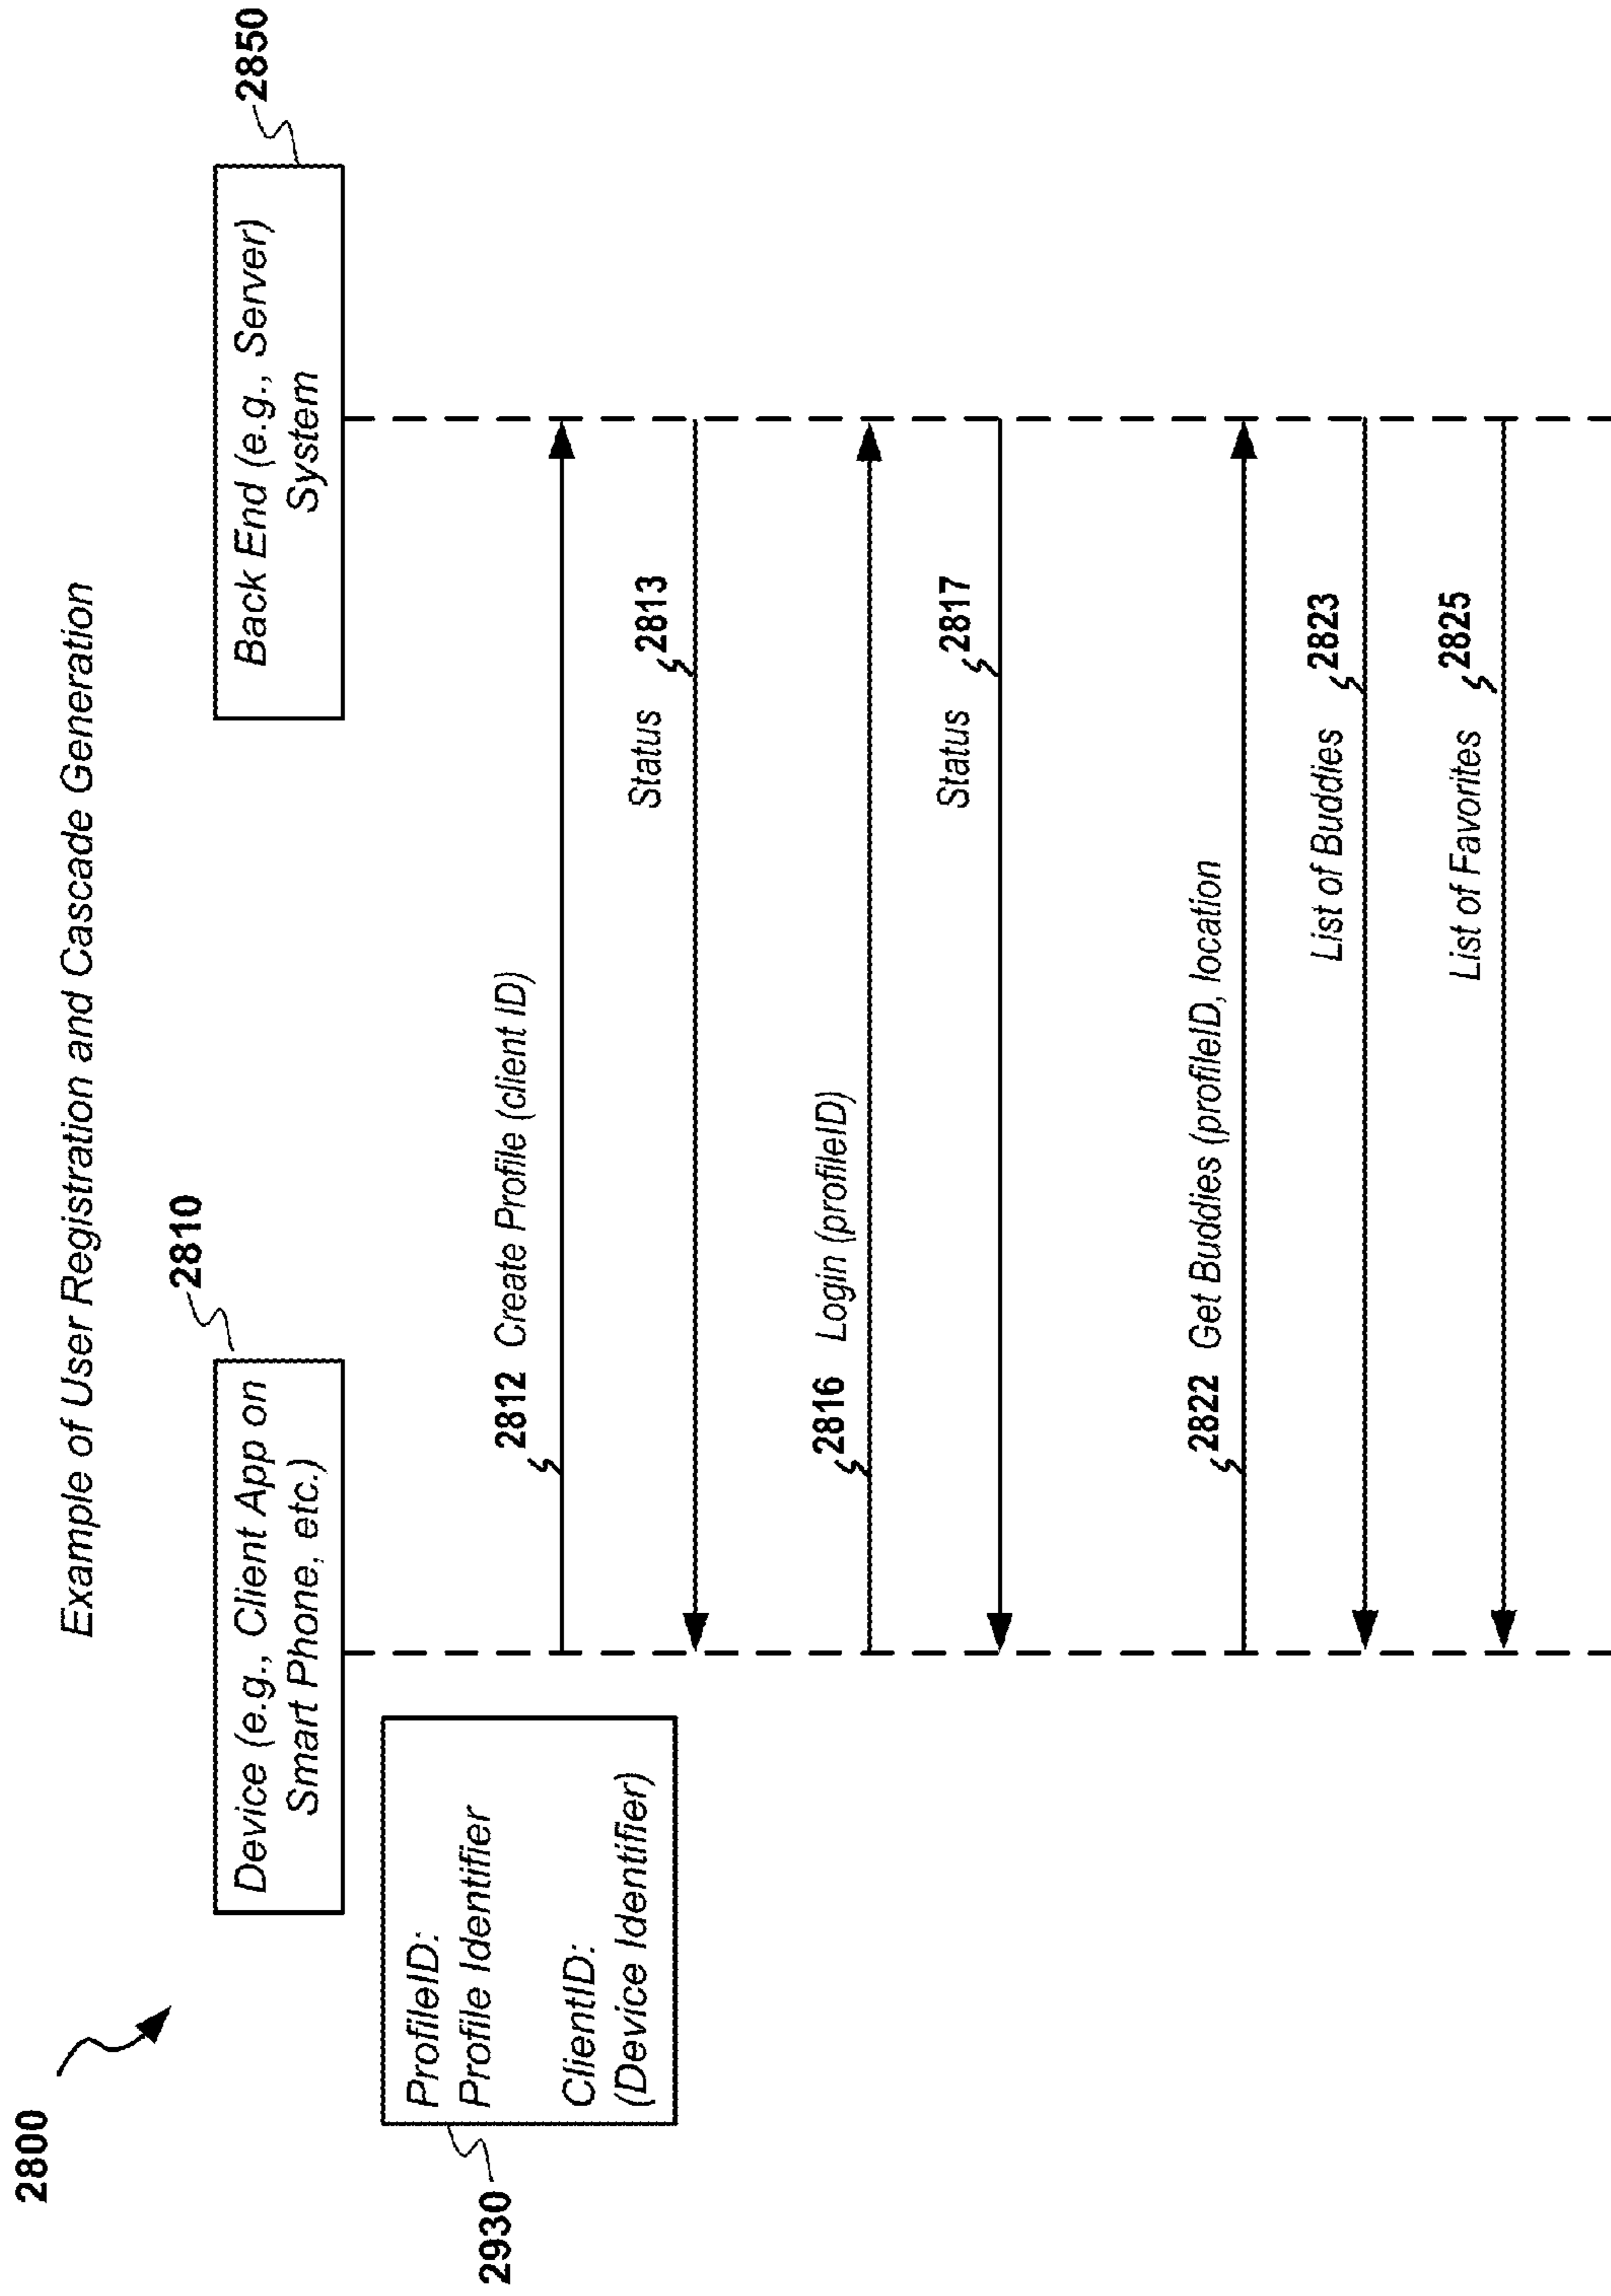 Example of User Registration and Cascade Generation
2800
2810
2850
Device (e.g., Client App on
Smart Phone, etc.)
Back End (e.g., Server)
System
2930
ProfileID:
Profile Identifier
ClientID:
(Device Identifier)
2812 Create Profile (client ID)
Status 2813
2816 Login (profileID)
Status 2817
2822 Get Buddies (profileID, location
List of Buddies 2823
List of Favorites 2825